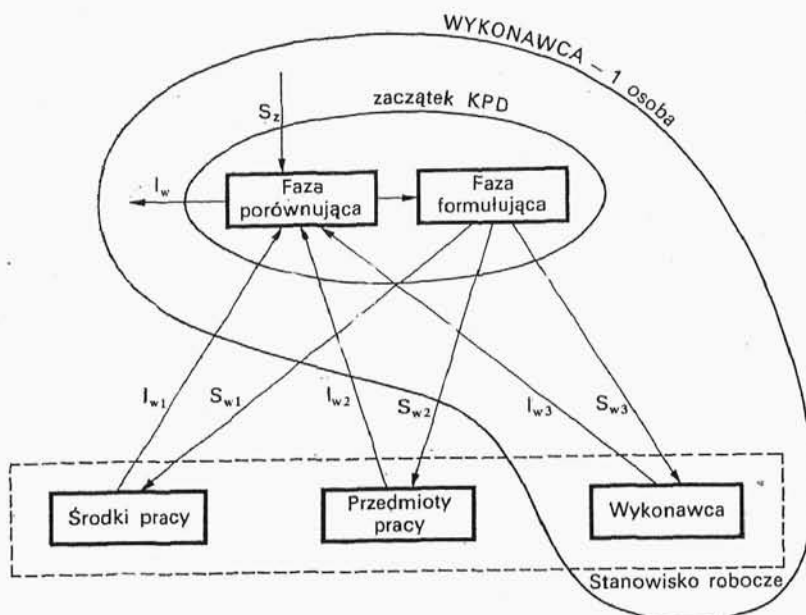 WYKONAWCA – 1 osoba
zaczątek KPD
S_z
I_w
Faza
porównująca
Faza
formułująca
I_w1
S_w1
I_w2
S_w2
I_w3
S_w3
Środki pracy
Przedmioty
pracy
Wykonawca
Stanowisko robocze